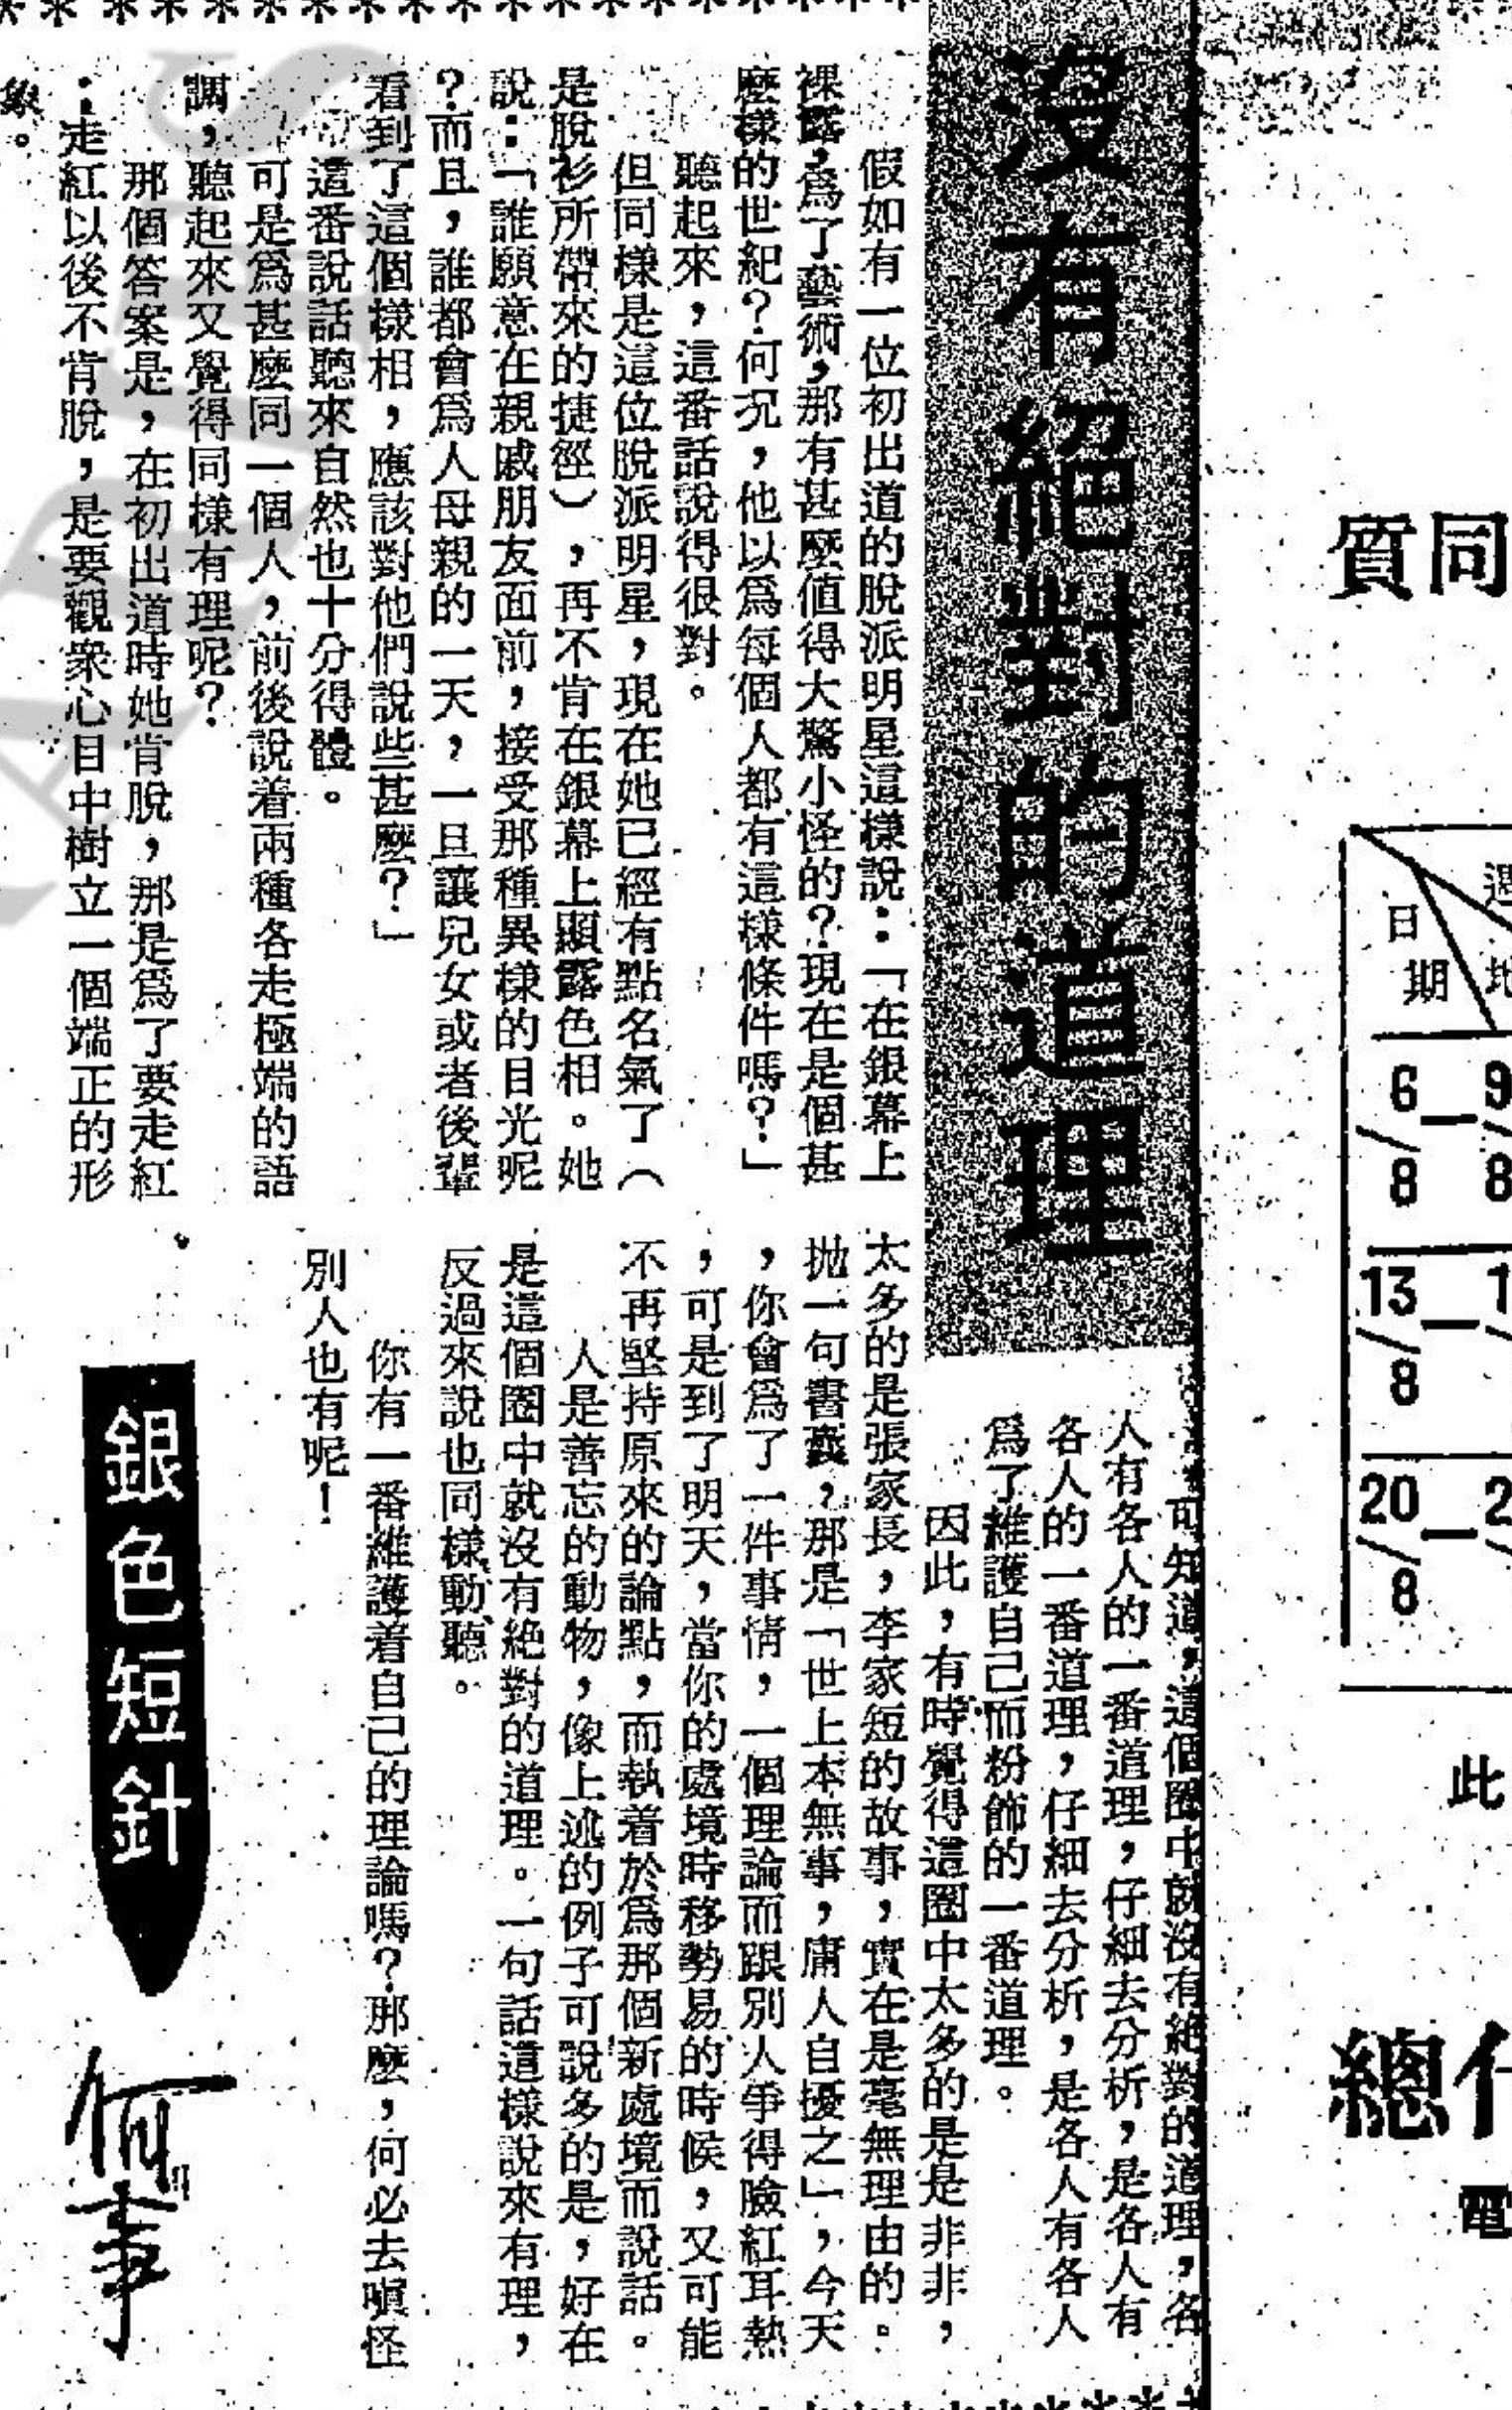 沒有絕對的道理
假如有一位初出道的脫派明星這樣說：「在銀幕上
裸露，爲了藝術，那有甚麼値得大驚小怪的？現在是個甚
麼樣的世紀？何況，他以爲每個人都有這樣條件嗎？」
聽起來，這番話說得很對。
但同樣是這位脫派明星，現在她已經有點名氣了（
是脫衫所帶來的捷徑），再不肯在銀幕上顯露色相。她
說：「誰願意在親戚朋友面前，接受那種異樣的目光呢
？而且，誰都會爲人母親的一天，一旦讓兒女或者後輩
看到了這個樣相，應該對他們說些甚麼？」
這番說話聽來自然也十分得體。
可是爲甚麼同一個人，前後說着兩種各走極端的語
調，聽起來又覺得同樣有理呢？
那個答案是，在初出道時她肯脫，那是爲了要走紅
；走紅以後不肯脫，是要觀衆心目中樹立一個端正的形
象。
可知道，這個圈中就沒有絕對的道理，各
人有各人的一番道理，仔細去分析，是各人有
各人的一番道理，仔細去分析，是各人有各人
爲了維護自己而粉飾的一番道理。
因此，有時覺得這圈中太多的是是非非，
太多的是張家長，李家短的故事，實在是毫無理由的。
拋一句書囊，那是「世上本無事，庸人自擾之」，今天
，你會爲了一件事情，一個理論而跟別人爭得臉紅耳熱
，可是到了明天，當你的處境時移勢易的時候，又可能
不再堅持原來的論點，而執着於爲那個新處境而說話。
人是善忘的動物，像上述的例子可說多的是，好在
是這個圈中就沒有絕對的道理。一句話這樣說來有理，
反過來說也同樣動聽。
你有一番維護着自己的理論嗎？那麼，何必去嗔怪
別人也有呢！
銀色短針
何事
質同
日期
週
地
6/8—9/8
13/8—1
20/8—2
此
總
電